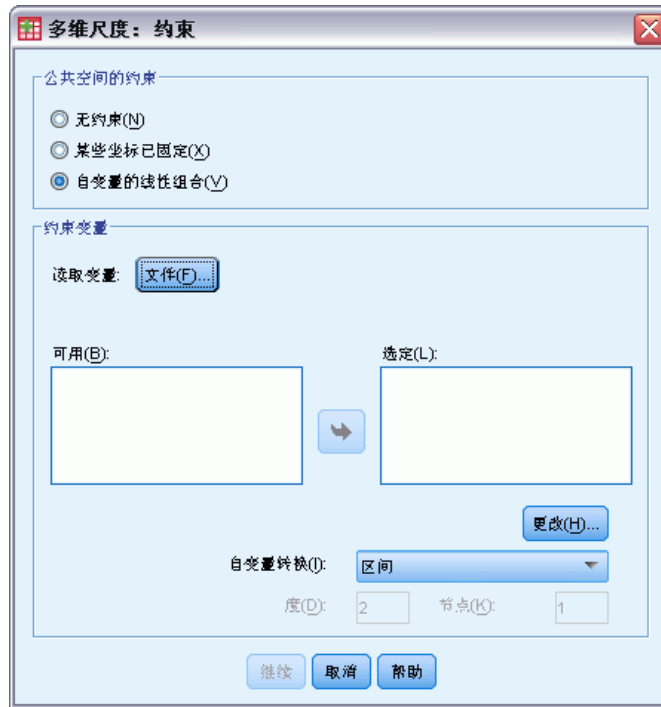 多维尺度：约束
公共空间的约束
无约束(N)
某些坐标已固定(X)
自变量的线性组合(V)
约束变量
读取变量: 文件(F)...
可用(B): 选定(L):
更改(H)...
自变量转换(I): 区间
度(D): 2 节点(K): 1
继续 取消 帮助